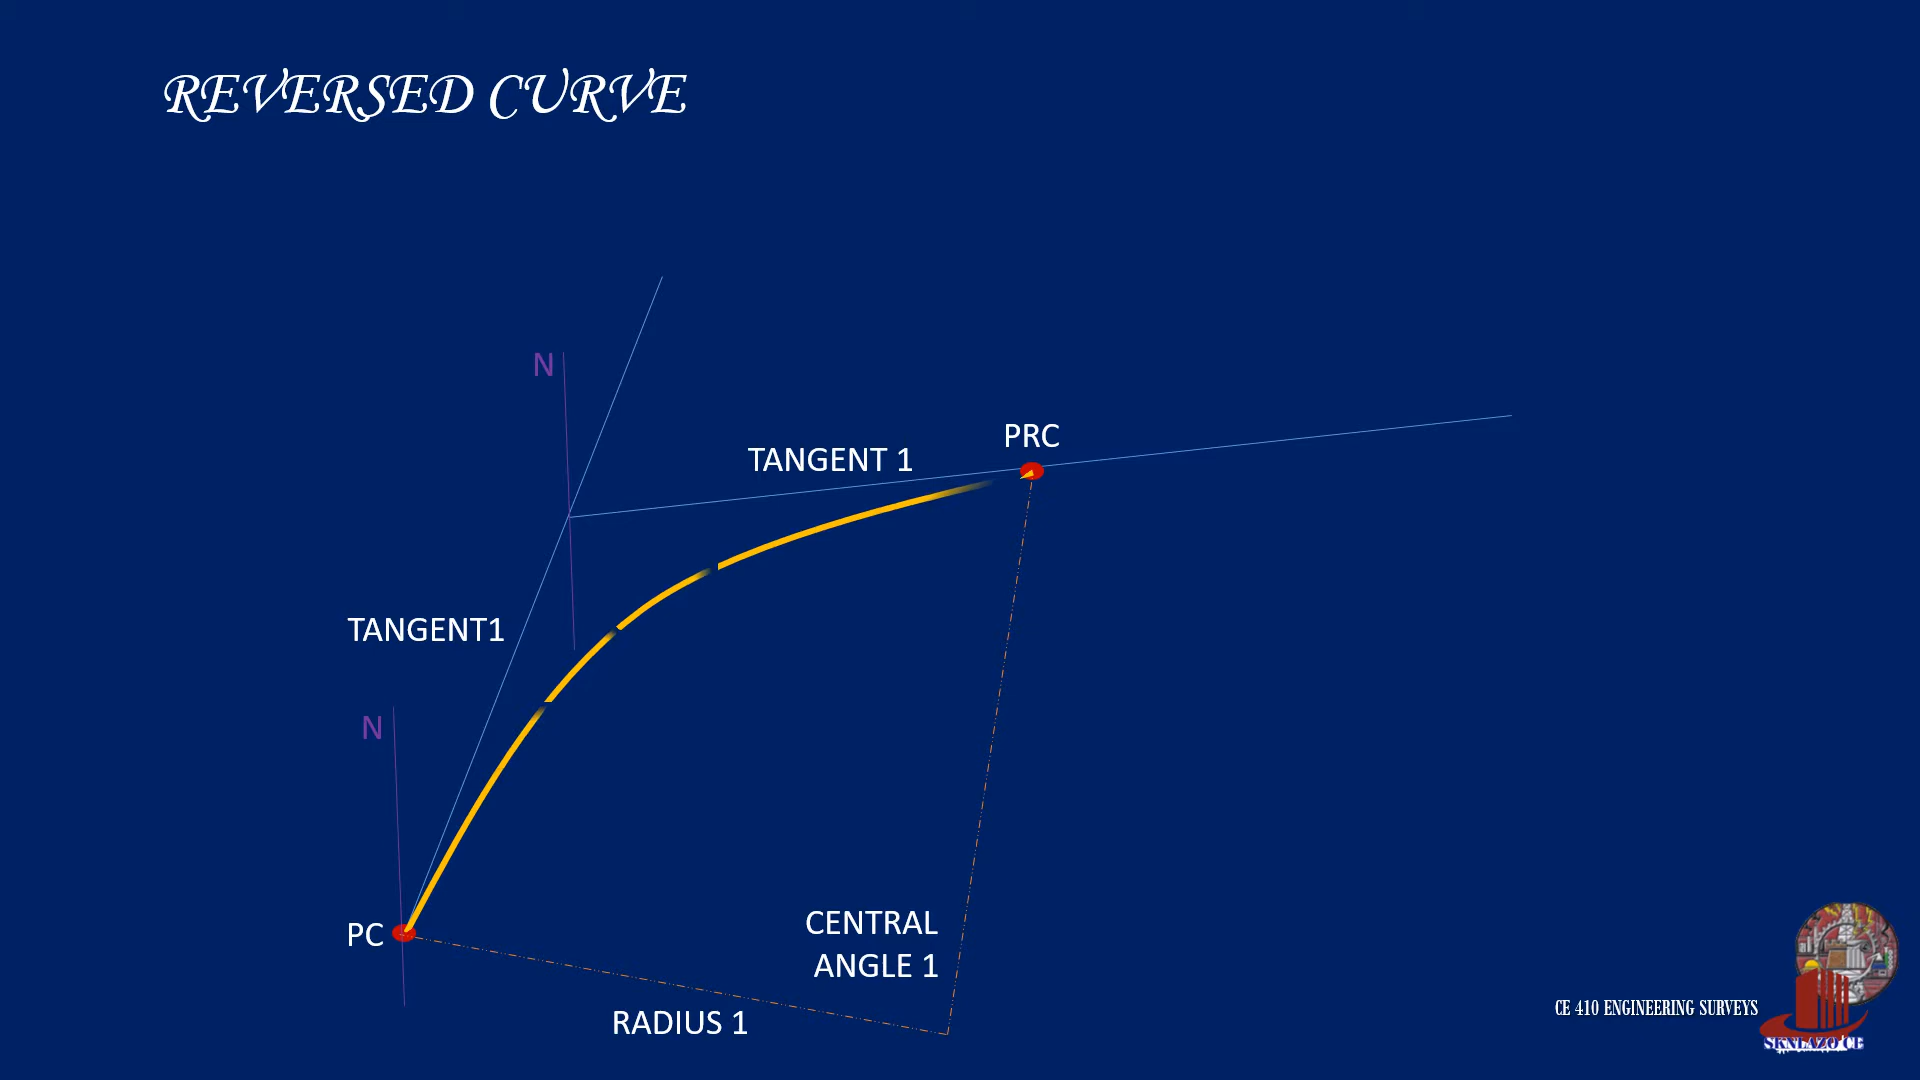 REVERSED CURVE
N
PRC
TANGENT 1
TANGENT1
N
PC
CENTRAL
ANGLE 1
RADIUS 1
CE 410 ENGINEERING SURVEYS